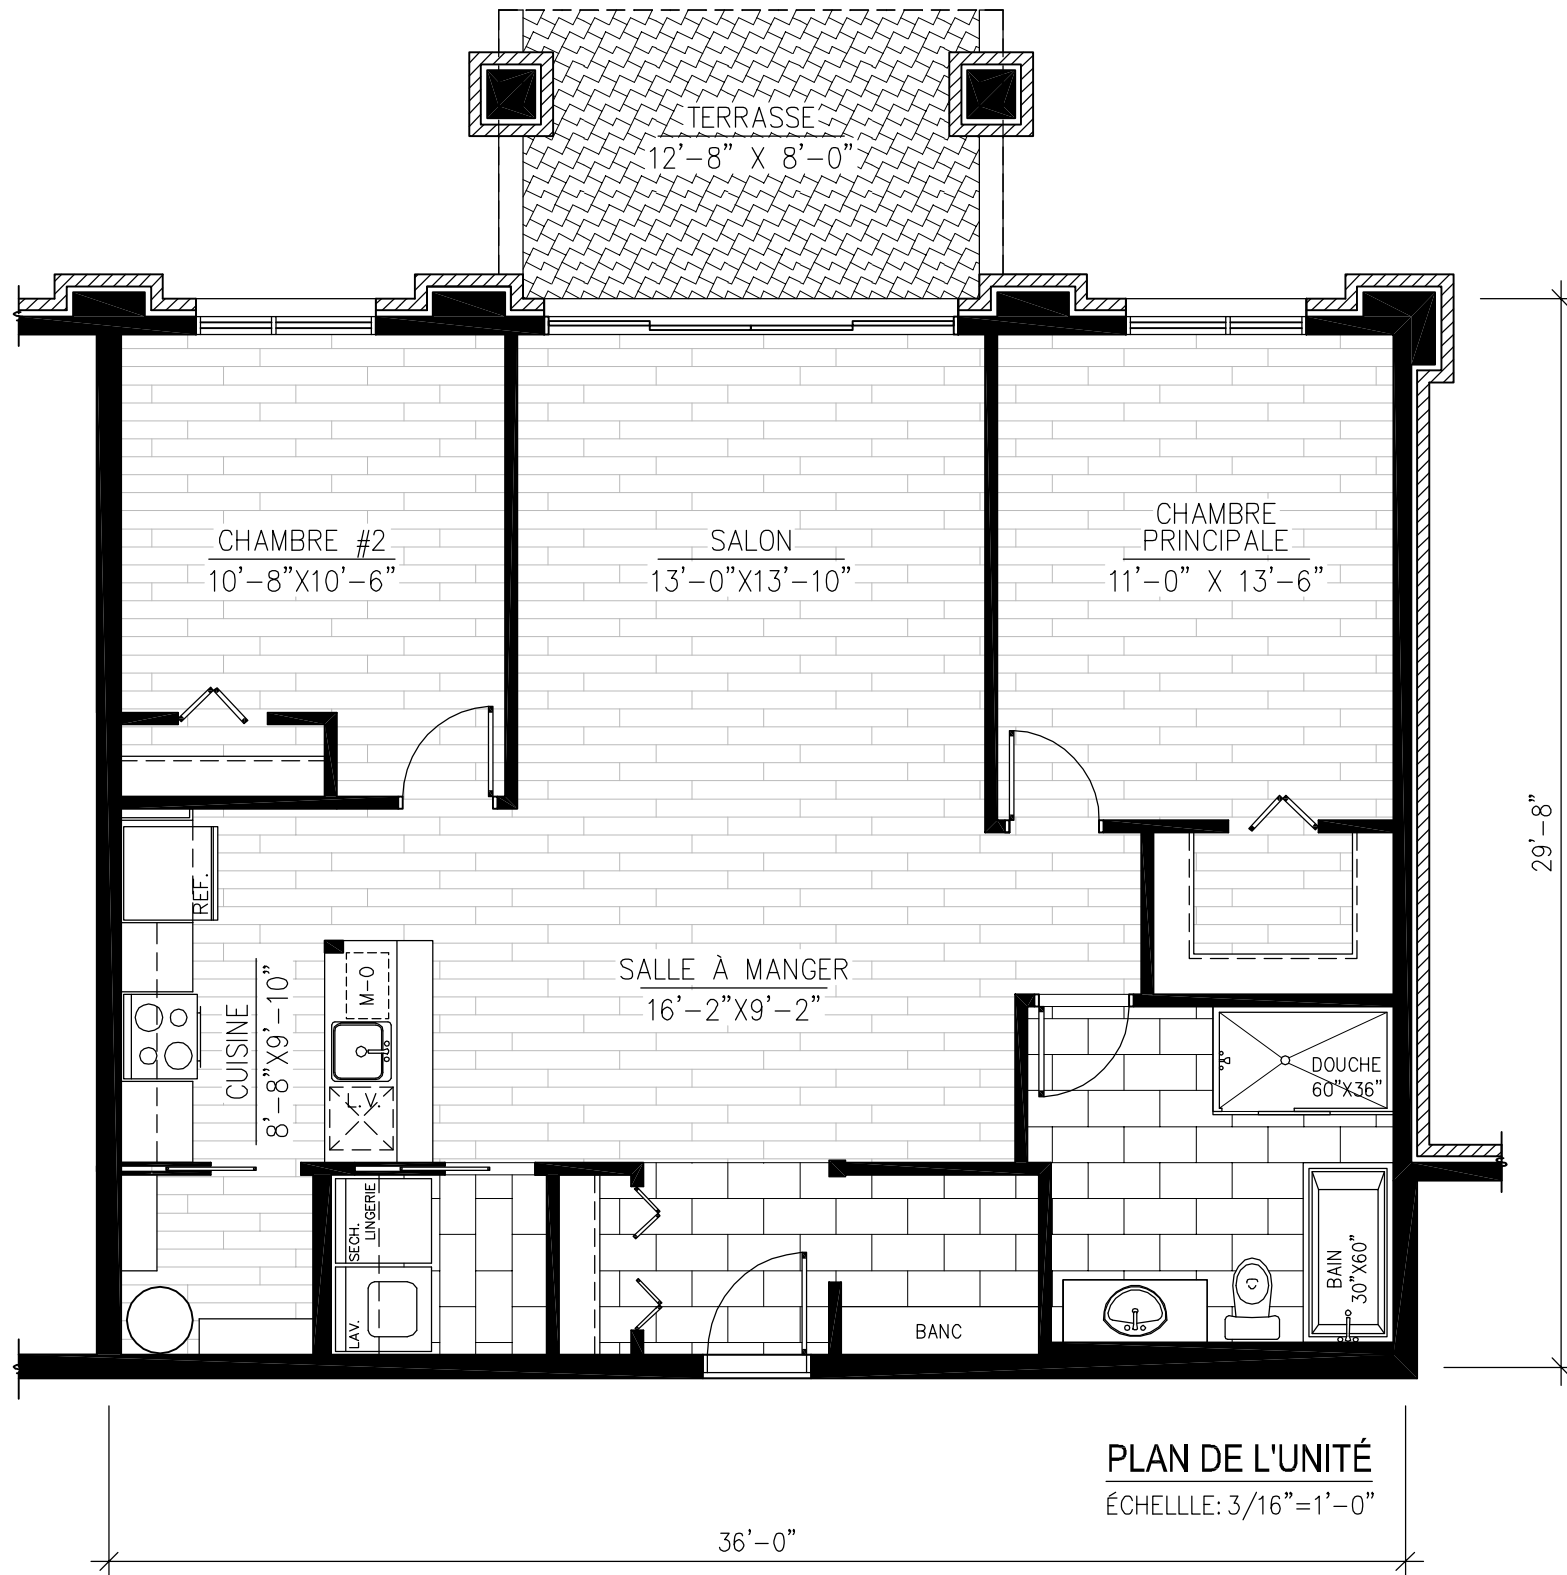 TERRASSE
12'-8" X 8'-0"
CHAMBRE #2
10'-8"X10'-6"
SALON
13'-0"X13'-10"
CHAMBRE
PRINCIPALE
11'-0" X 13'-6"
29'-8"
REF.
CUISINE
8'-8"X9'-10"
M-O
L.V.
SALLE À MANGER
16'-2"X9'-2"
DOUCHE
60"X36"
SECH.
LINGERIE
LAV.
BANC
BAIN
30"X60"
PLAN DE L'UNITÉ
ÉCHELLLE: 3/16"=1'-0"
36'-0"